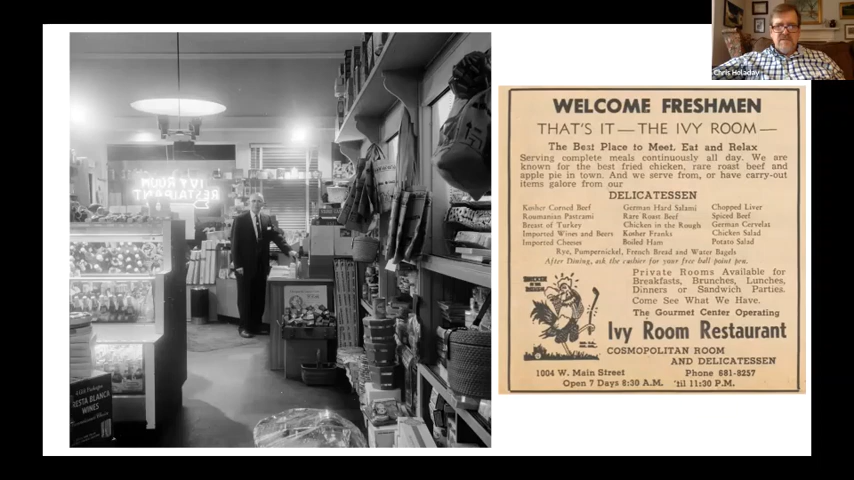 Chris Holaday
IVY ROOM
RESTAURANT
ESTA BLANCA
WINES
WELCOME FRESHMEN
THAT'S IT — THE IVY ROOM —
The Best Place to Meet, Eat and Relax
Serving complete meals continuously all day. We are
known for the best fried chicken, rare roast beef and
apple pie in town. And we serve from, or have carry-out
items galore from our
DELICATESSEN
Kosher Corned Beef German Hard Salami Chopped Liver
Roumanian Pastrami Rare Roast Beef Spiced Beef
Breast of Turkey Chicken in the Rough German Cervelat
Imported Wines and Beers Kosher Franks Chicken Salad
Imported Cheeses Boiled Ham Potato Salad
Rye, Pumpernickel, French Bread and Water Bagels
After Dining, ask the cashier for your free ball point pen.
CHICKEN IN THE ROUGH
Private Rooms Available for
Breakfasts, Brunches, Lunches,
Dinners or Sandwich Parties.
Come See What We Have.
The Gourmet Center Operating
Ivy Room Restaurant
COSMOPOLITAN ROOM
AND DELICATESSEN
1004 W. Main Street Phone 681-8257
Open 7 Days 8:30 A.M. 'til 11:30 P.M.